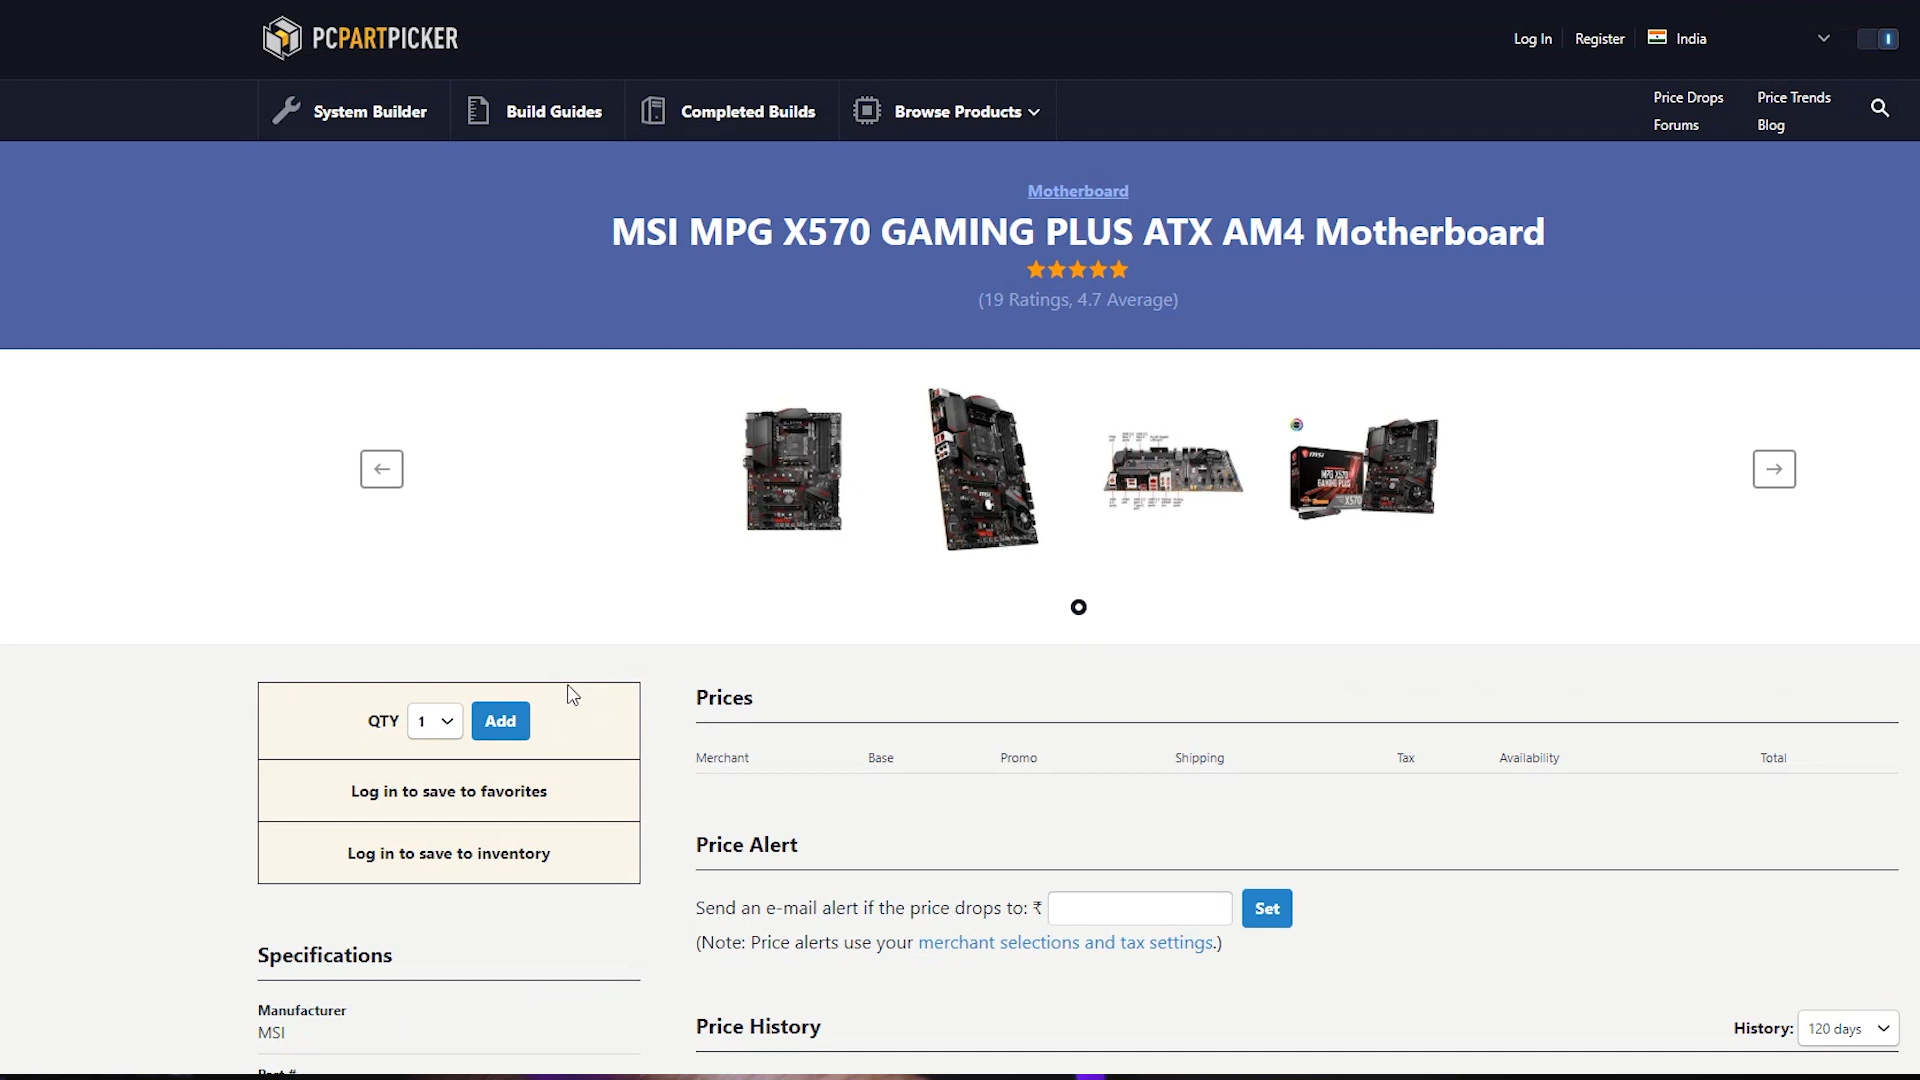 PCPARTPICKER
Log In
Register
India
System Builder
Build Guides
Completed Builds
Browse Products
Price Drops
Price Trends
Forums
Blog
Motherboard
MSI MPG X570 GAMING PLUS ATX AM4 Motherboard
(19 Ratings, 4.7 Average)
QTY 1 Add
Log in to save to favorites
Log in to save to inventory
Specifications
Manufacturer
MSI
Part #
Prices
Merchant Base Promo Shipping Tax Availability Total
Price Alert
Send an e-mail alert if the price drops to: ₹ Set
(Note: Price alerts use your merchant selections and tax settings.)
Price History
History: 120 days